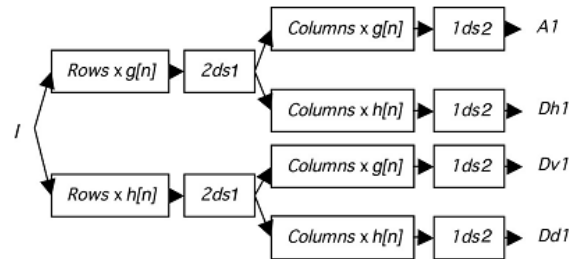 Columns x g[n] 1ds2 A1
Rows x g[n] 2ds1
Columns x h[n] 1ds2 Dh1
I
Columns x g[n] 1ds2 Dv1
Rows x h[n] 2ds1
Columns x h[n] 1ds2 Dd1